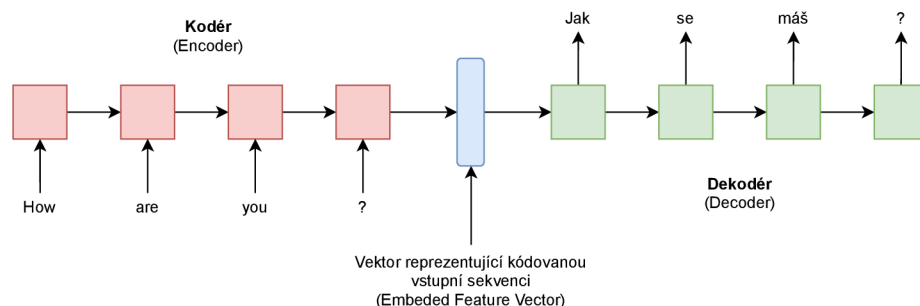 Kodér
(Encoder)
Jak
se
máš
?
How
are
you
?
Dekodér
(Decoder)
Vektor reprezentující kódovanou
vstupní sekvenci
(Embeded Feature Vector)